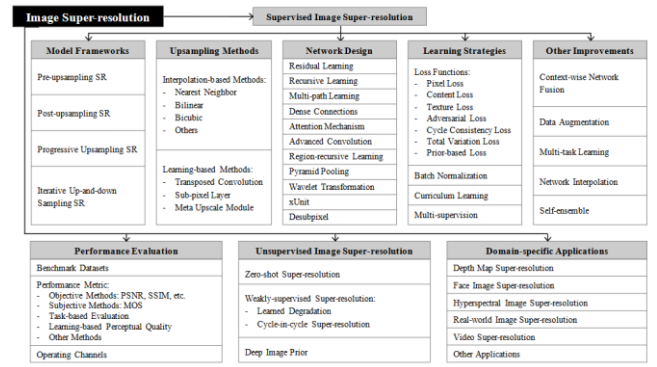 Image Super-resolution
Supervised Image Super-resolution
Model Frameworks
Pre-upsampling SR
Post-upsampling SR
Progressive Upsampling SR
Iterative Up-and-down
Sampling SR
Upsampling Methods
Interpolation-based Methods:
- Nearest Neighbor
- Bilinear
- Bicubic
- Others
Learning-based Methods:
- Transposed Convolution
- Sub-pixel Layer
- Meta Upscale Module
Network Design
Residual Learning
Recursive Learning
Multi-path Learning
Dense Connections
Attention Mechanism
Advanced Convolution
Region-recursive Learning
Pyramid Pooling
Wavelet Transformation
xUnit
Desubpixel
Learning Strategies
Loss Functions:
- Pixel Loss
- Content Loss
- Texture Loss
- Adversarial Loss
- Cycle Consistency Loss
- Total Variation Loss
- Prior-based Loss
Batch Normalization
Curriculum Learning
Multi-supervision
Other Improvements
Context-wise Network
Fusion
Data Augmentation
Multi-task Learning
Network Interpolation
Self-ensemble
Performance Evaluation
Benchmark Datasets
Performance Metric:
- Objective Methods: PSNR, SSIM, etc.
- Subjective Methods: MOS
- Task-based Evaluation
- Learning-based Perceptual Quality
- Other Methods
Operating Channels
Unsupervised Image Super-resolution
Zero-shot Super-resolution
Weakly-supervised Super-resolution:
- Learned Degradation
- Cycle-in-cycle Super-resolution
Deep Image Prior
Domain-specific Applications
Depth Map Super-resolution
Face Image Super-resolution
Hyperspectral Image Super-resolution
Real-world Image Super-resolution
Video Super-resolution
Other Applications